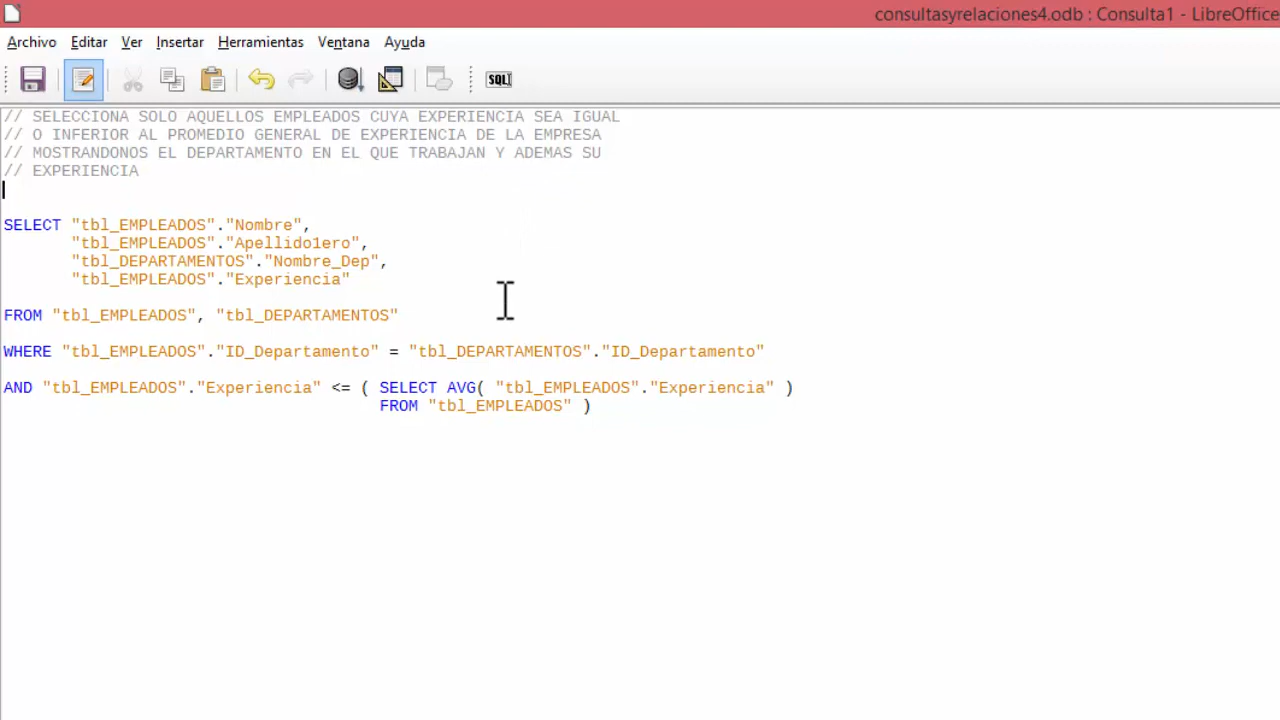 consultasyrelaciones4.odb : Consulta1 - LibreOffice
Archivo Editar Ver Insertar Herramientas Ventana Ayuda
SQL
// SELECCIONA SOLO AQUELLOS EMPLEADOS CUYA EXPERIENCIA SEA IGUAL
// O INFERIOR AL PROMEDIO GENERAL DE EXPERIENCIA DE LA EMPRESA
// MOSTRANDONOS EL DEPARTAMENTO EN EL QUE TRABAJAN Y ADEMAS SU
// EXPERIENCIA
SELECT "tbl_EMPLEADOS"."Nombre",
"tbl_EMPLEADOS"."Apellido1ero",
"tbl_DEPARTAMENTOS"."Nombre_Dep",
"tbl_EMPLEADOS"."Experiencia"
FROM "tbl_EMPLEADOS", "tbl_DEPARTAMENTOS"
WHERE "tbl_EMPLEADOS"."ID_Departamento" = "tbl_DEPARTAMENTOS"."ID_Departamento"
AND "tbl_EMPLEADOS"."Experiencia" <= ( SELECT AVG( "tbl_EMPLEADOS"."Experiencia" )
FROM "tbl_EMPLEADOS" )